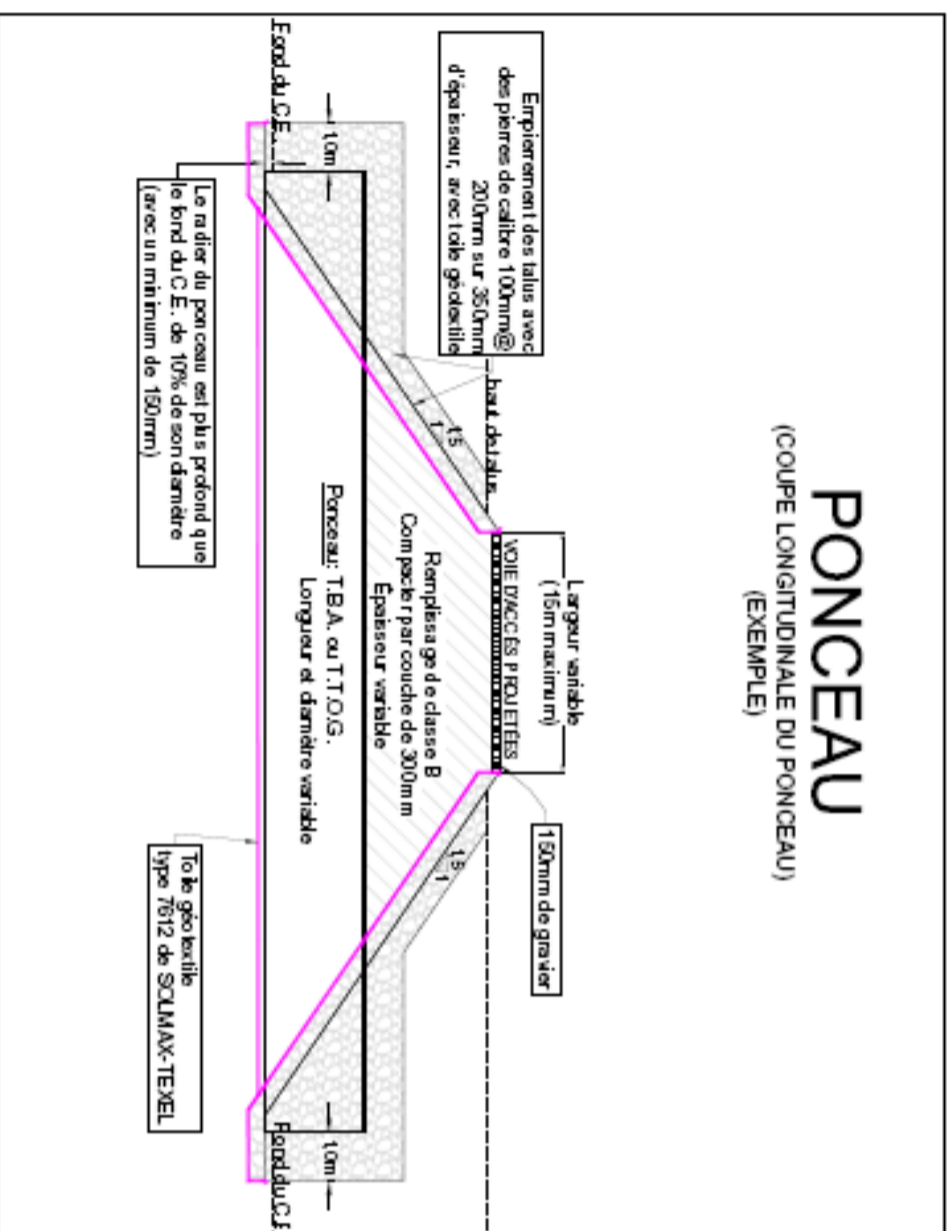 PONCEAU
(COUPE LONGITUDINALE DU PONCEAU)
(EXEMPLE)
Empierrement des talus avec
des pierres de calibre 100mm@
200mm sur 350mm
d'épaisseur, avec toile géotextile
Largeur variable
(15m maximum)
150mm de gravier
haut de talus
VOIE D'ACCÈS PROJETÉES
1.5
1
1.5
1
Remplissage de classe B
Compacter par couche de 300mm
Épaisseur variable
1,0m
1,0m
Ponceau: T.B.A. ou T.T.O.G.
Longueur et diamètre variable
Fond du C.E.
Fond du C.E
Le radier du ponceau est plus profond que
le fond du C.E. de 10% de son diamètre
(avec un minimum de 150mm)
Toile géotextile
type 7612 de SOLMAX-TEXEL